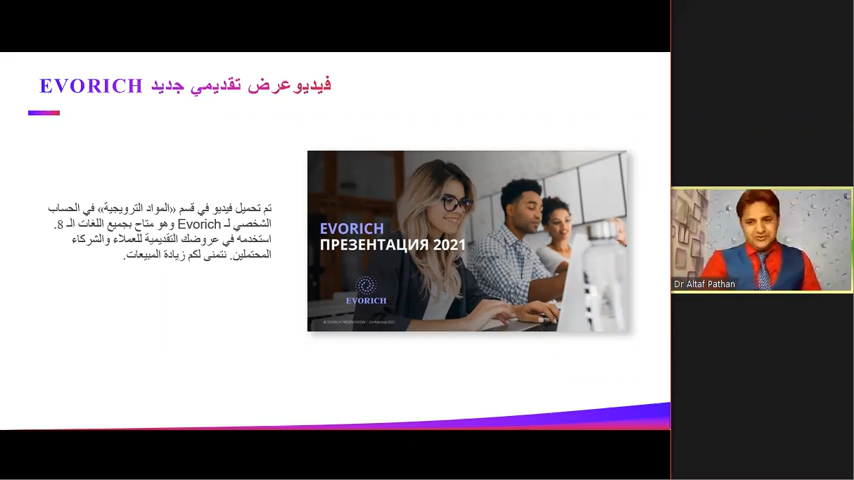 فيديو عرض تقديمي جديد EVORICH
تم تحميل فيديو في قسم «المواد الترويجية» في الحساب
الشخصي لـ Evorich وهو متاح بجميع اللغات الـ 8.
استخدمه في عروضك التقديمية للعملاء والشركاء
المحتملين. نتمنى لكم زيادة المبيعات.
EVORICH
ПРЕЗЕНТАЦИЯ 2021
EVORICH
Dr Altaf Pathan